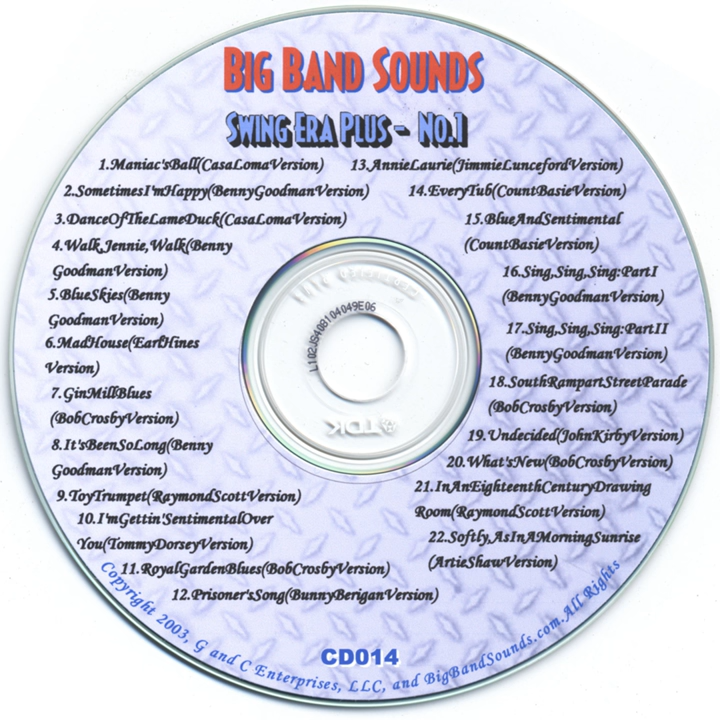 BIG BAND SOUNDS
SWING ERA PLUS - NO.1
1.Maniac'sBall(CasaLomaVersion)
2.SometimesI'mHappy(BennyGoodmanVersion)
3.DanceOfTheLameDuck(CasaLomaVersion)
4.Walk,Jennie,Walk(Benny
GoodmanVersion)
5.BlueSkies(Benny
GoodmanVersion)
6.MadHouse(EarlHines
Version)
7.GinMillBlues
(BobCrosbyVersion)
8.It'sBeenSoLong(Benny
GoodmanVersion)
9.ToyTrumpet(RaymondScottVersion)
10.I'mGettin'SentimentalOver
You(TommyDorseyVersion)
11.RoyalGardenBlues(BobCrosbyVersion)
12.Prisoner'sSong(BunnyBeriganVersion)
13.AnnieLaurie(JimmieLuncefordVersion)
14.EveryTub(CountBasieVersion)
15.BlueAndSentimental
(CountBasieVersion)
16.Sing,Sing,Sing:PartI
(BennyGoodmanVersion)
17.Sing,Sing,Sing:PartII
(BennyGoodmanVersion)
18.SouthRampartStreetParade
(BobCrosbyVersion)
19.Undecided(JohnKirbyVersion)
20.What'sNew(BobCrosbyVersion)
21.InAnEighteenthCenturyDrawing
Room(RaymondScottVersion)
22.Softly,AsInAMorningSunrise
(ArtieShawVersion)
TDK
CD014
Copyright 2003, G and C Enterprises, LLC, and BigBandSounds.com.All Rights